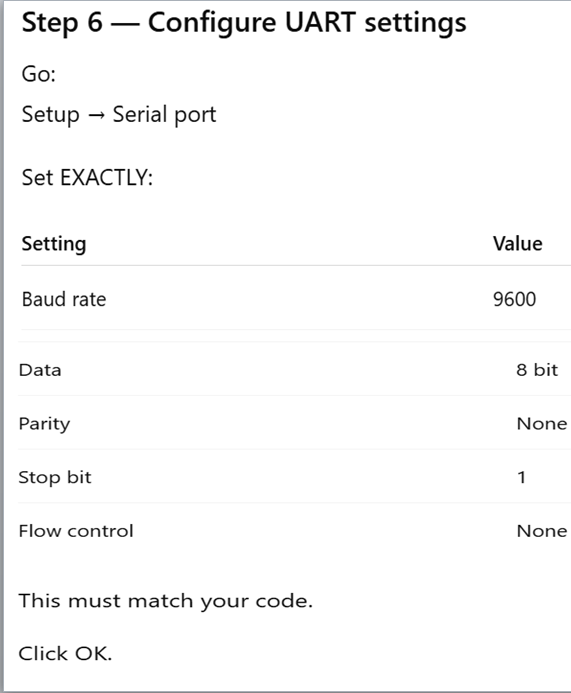 Step 6 — Configure UART settings
Go:
Setup → Serial port
Set EXACTLY:
Setting Value
Baud rate 9600
Data 8 bit
Parity None
Stop bit 1
Flow control None
This must match your code.
Click OK.